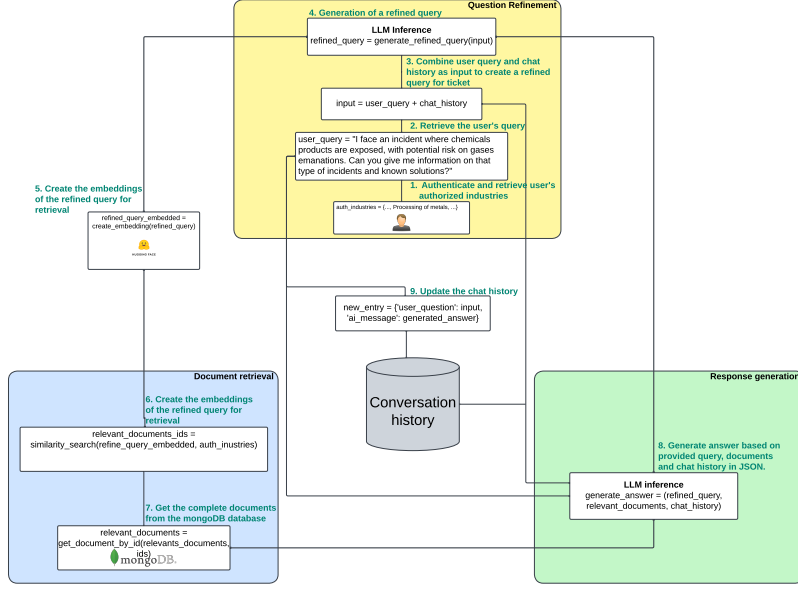 Question Refinement
4. Generation of a refined query
LLM Inference
refined_query = generate_refined_query(input)
3. Combine user query and chat
history as input to create a refined
query for ticket
input = user_query + chat_history
2. Retrieve the user's query
user_query = "I face an incident where chemicals
products are exposed, with potential risk on gases
emanations. Can you give me information on that
type of incidents and known solutions?"
1. Authenticate and retrieve user's
authorized industries
auth_industries = {..., Processing of metals, ...}
5. Create the embeddings
of the refined query for
retrieval
refined_query_embedded =
create_embedding(refined_query)
HUGGING FACE
9. Update the chat history
new_entry = {'user_question': input,
'ai_message': generated_answer}
Conversation
history
Document retrieval
6. Create the embeddings
of the refined query for
retrieval
relevant_documents_ids =
similarity_search(refine_query_embedded, auth_inustries)
7. Get the complete documents
from the mongoDB database
relevant_documents =
get_document_by_id(relevants_documents_
ids)
mongoDB.
Response generation
8. Generate answer based on
provided query, documents
and chat history in JSON.
LLM inference
generate_answer = (refined_query,
relevant_documents, chat_history)